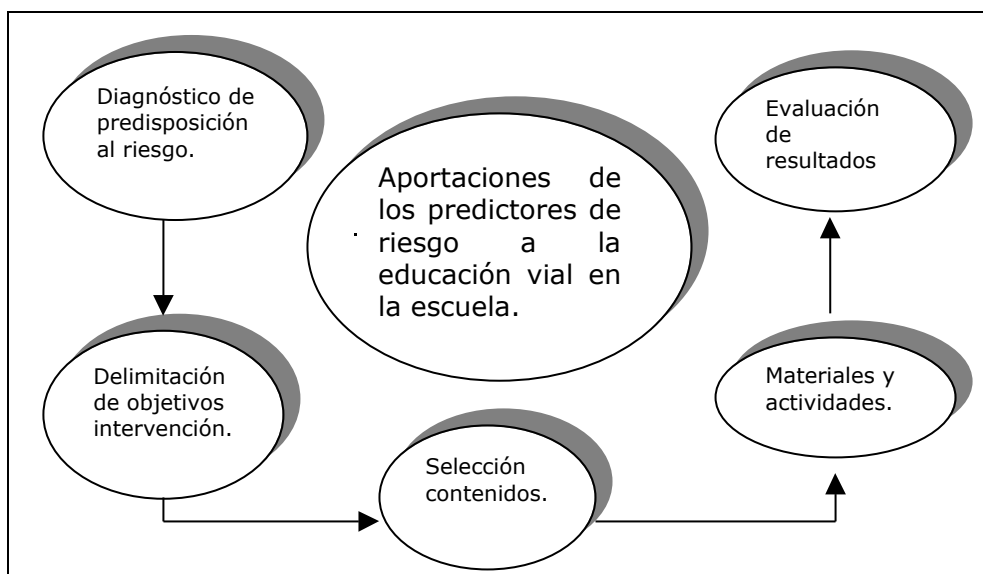 Diagnóstico de
predisposición
al riesgo.
Aportaciones de
los predictores de
riesgo a la
educación vial en
la escuela.
Evaluación
de
resultados
Delimitación
de objetivos
intervención.
Selección
contenidos.
Materiales y
actividades.